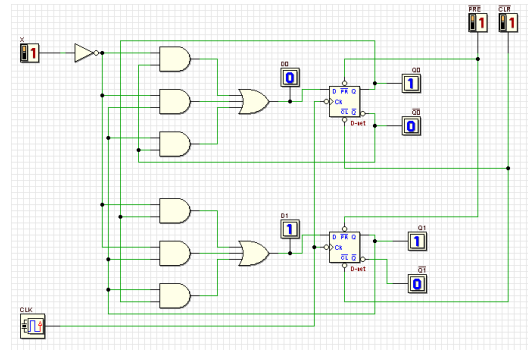 PRE CLR
1 1
X
1
D0
0
D PR Q
CK
CL Q
D-set
Q0
1
Q0
0
D1
1
D PR Q
CK
CL Q
D-set
Q1
1
Q1
0
CLK